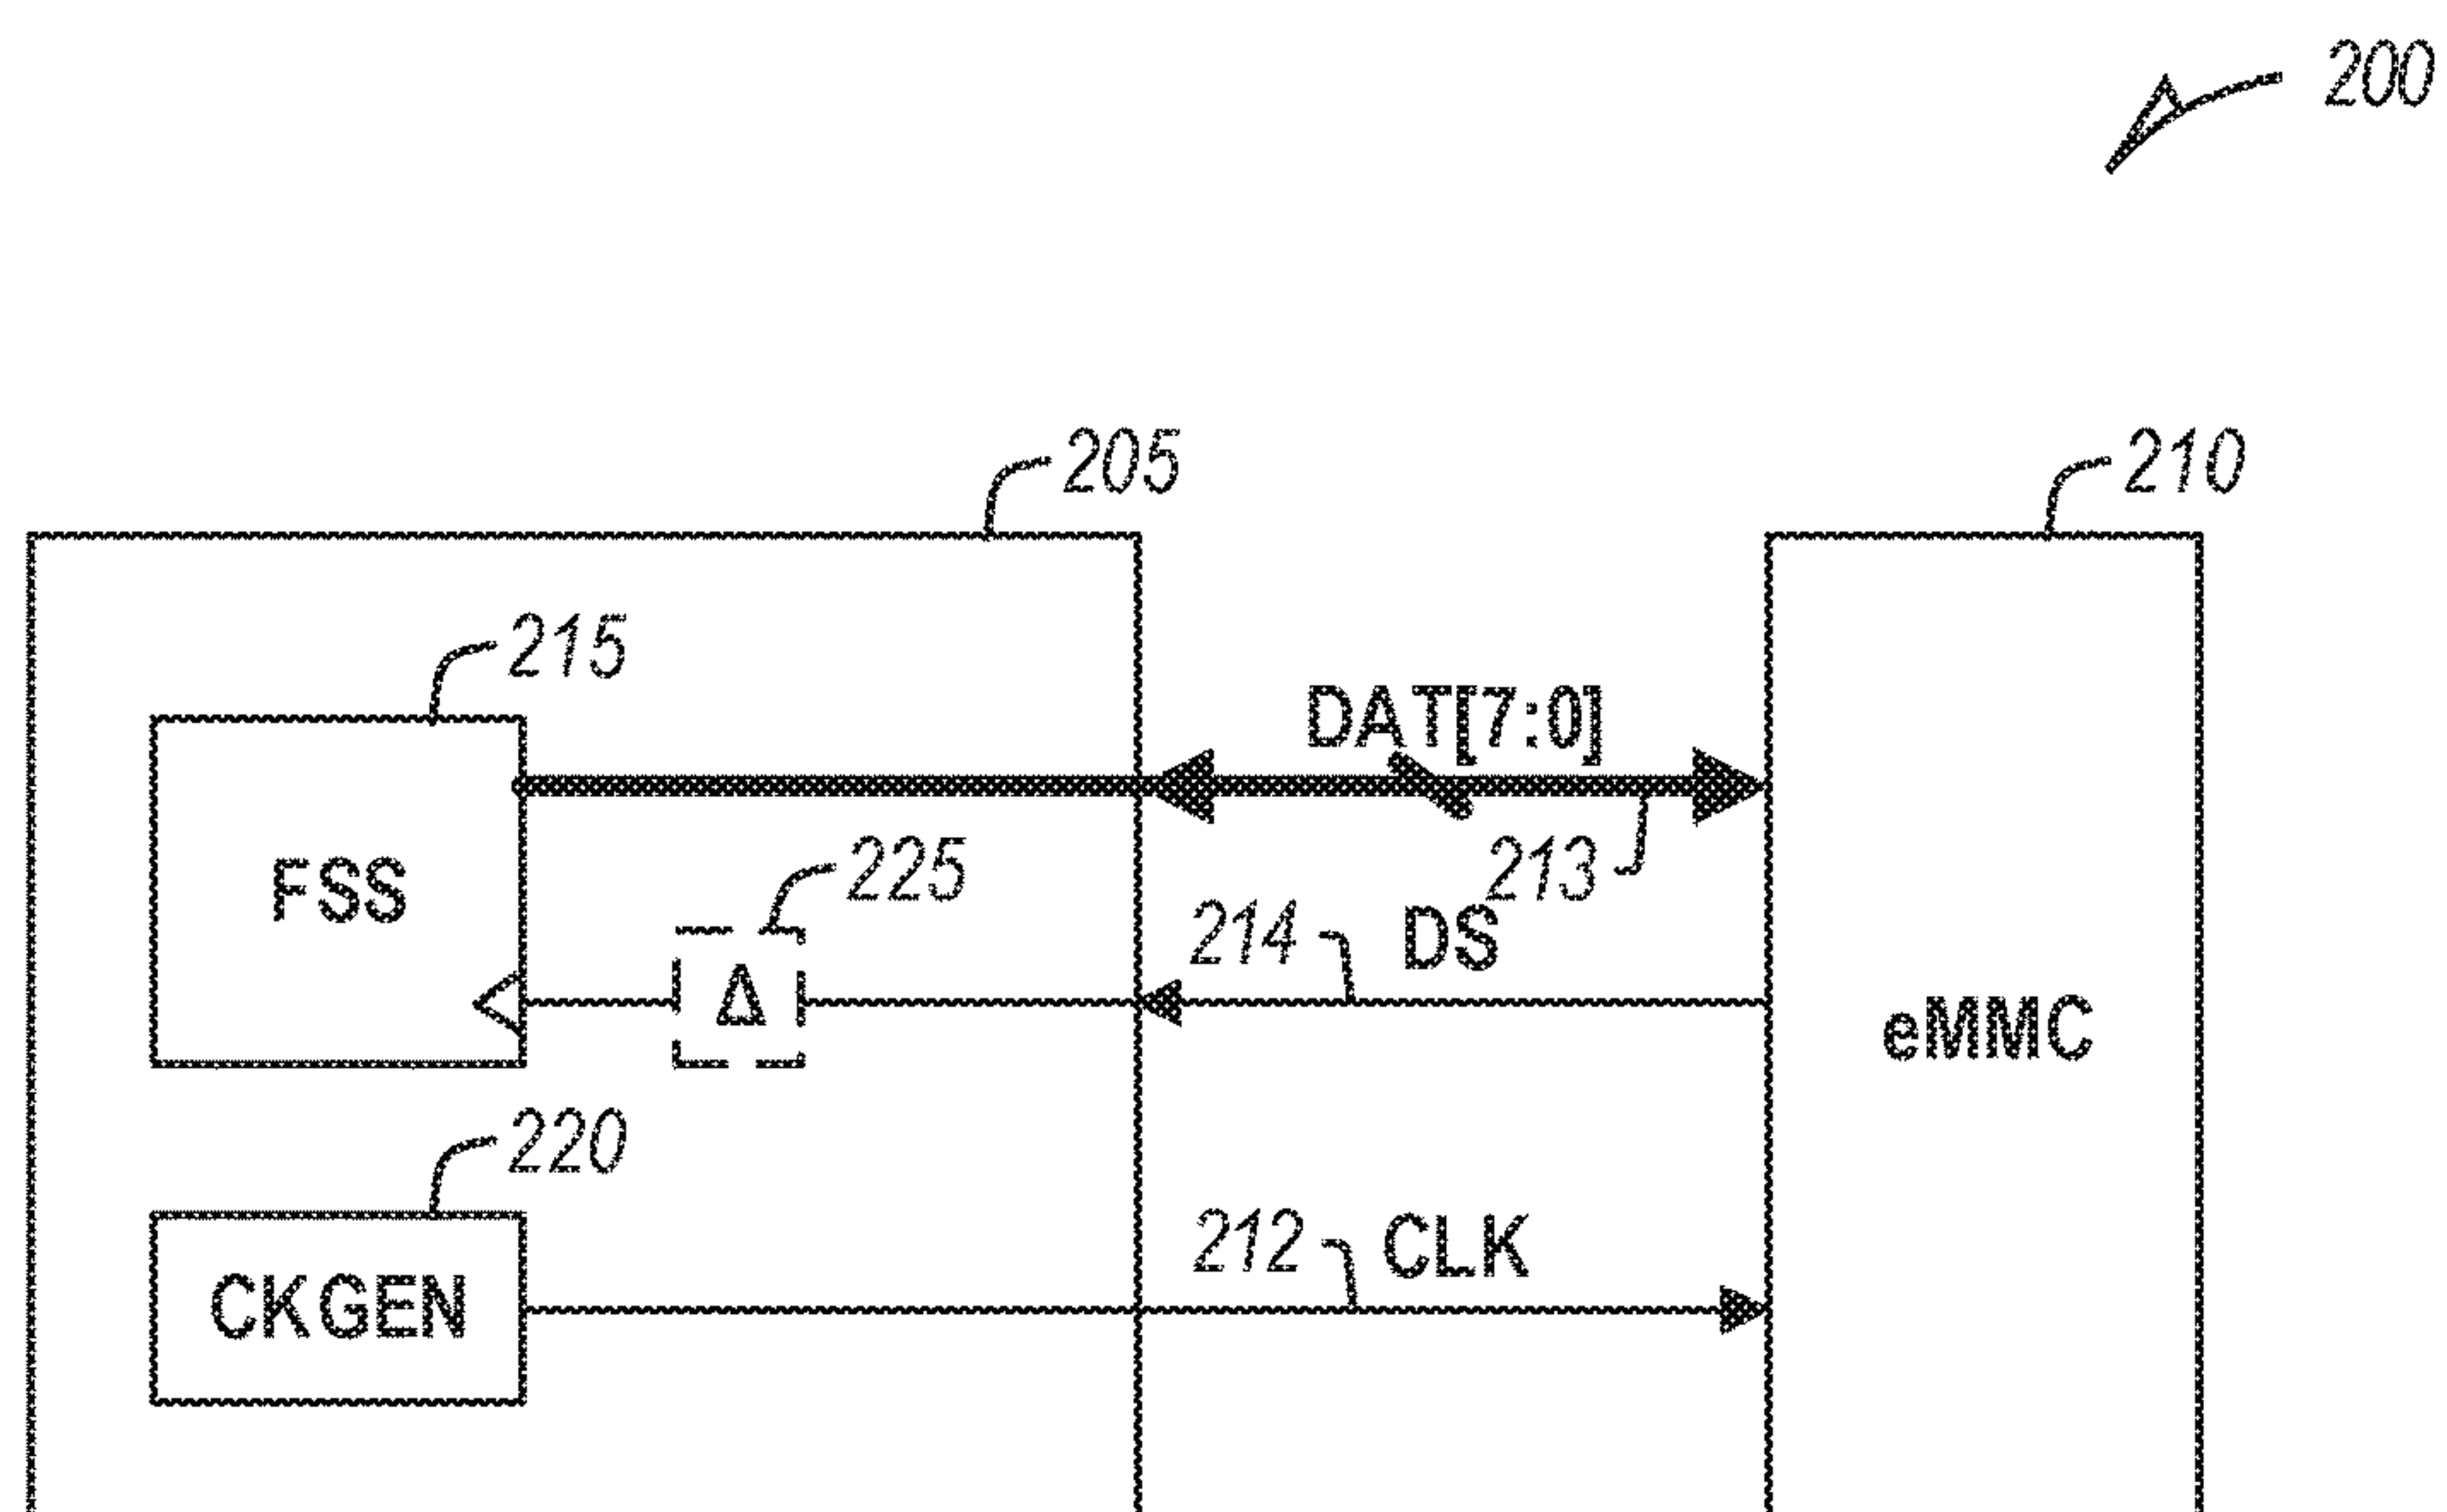 200
205
210
215
DAT[7:0]
213
FSS
225
214
DS
Δ
eMMC
220
212
CLK
CKGEN